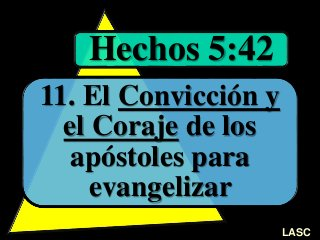 Hechos 5:42
11. El Convicción y
el Coraje de los
apóstoles para
evangelizar
LASC